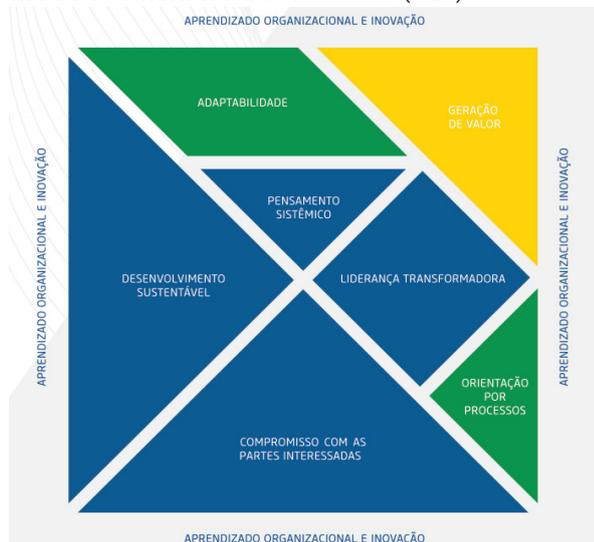 APRENDIZADO ORGANIZACIONAL E INOVAÇÃO
ADAPTABILIDADE
GERAÇÃO
DE VALOR
APRENDIZADO ORGANIZACIONAL E INOVAÇÃO
APRENDIZADO ORGANIZACIONAL E INOVAÇÃO
PENSAMENTO
SISTÊMICO
DESENVOLVIMENTO
SUSTENTÁVEL
LIDERANÇA TRANSFORMADORA
ORIENTAÇÃO
POR
PROCESSOS
COMPROMISSO COM AS
PARTES INTERESSADAS
APRENDIZADO ORGANIZACIONAL E INOVAÇÃO